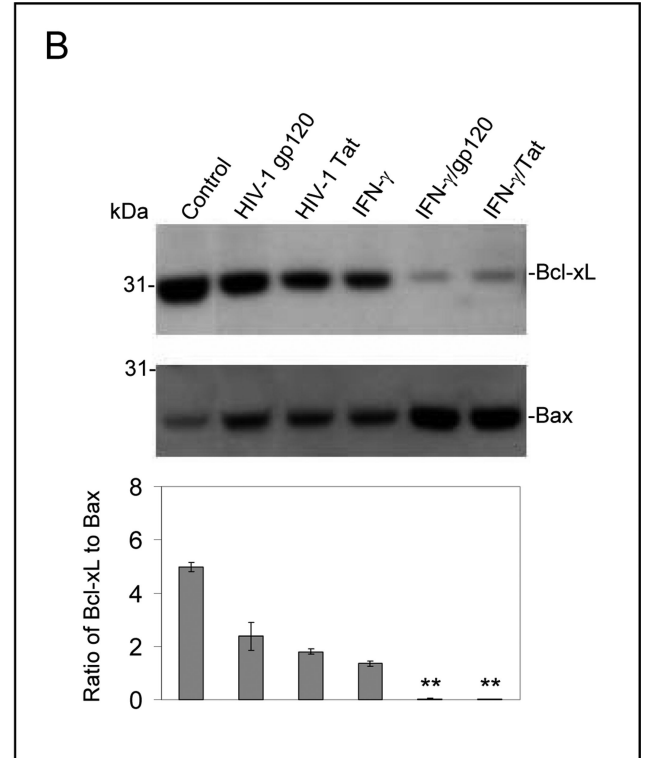 B
Control
HIV-1 gp120
HIV-1 Tat
IFN-γ
IFN-γ/gp120
IFN-γ/Tat
kDa
31-
-Bcl-xL
31-
-Bax
Ratio of Bcl-xL to Bax
8
6
4
2
0
**
**